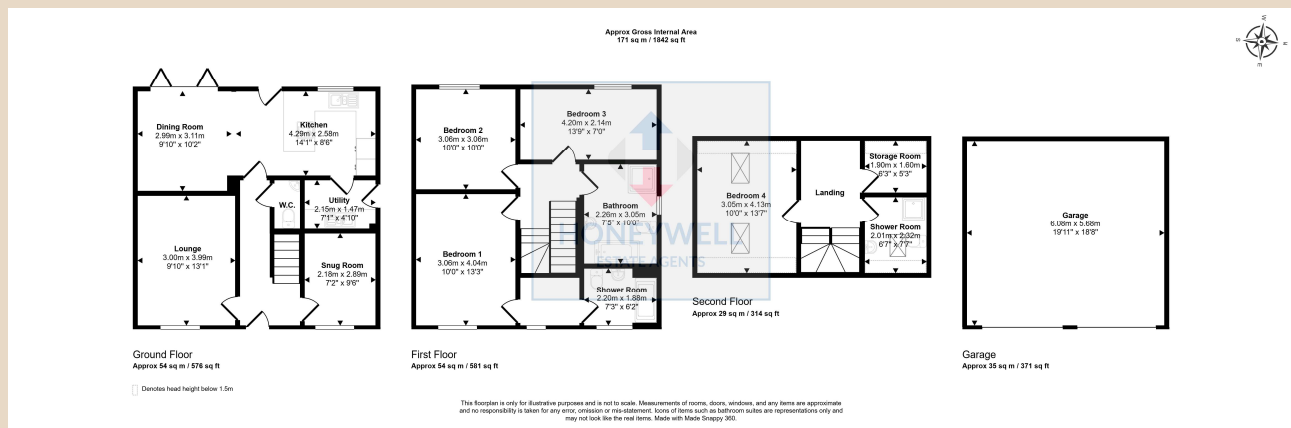 Approx Gross Internal Area
171 sq m / 1842 sq ft
W
S
N
E
Dining Room
2.99m x 3.11m
9'10" x 10'2"
Kitchen
4.29m x 2.58m
14'1" x 8'6"
W.C.
Utility
2.15m x 1.47m
7'1" x 4'10"
Lounge
3.00m x 3.99m
9'10" x 13'1"
Snug Room
2.18m x 2.89m
7'2" x 9'6"
Ground Floor
Approx 54 sq m / 576 sq ft
Denotes head height below 1.5m
Bedroom 2
3.06m x 3.06m
10'0" x 10'0"
Bedroom 3
4.20m x 2.14m
13'9" x 7'0"
Bathroom
2.26m x 3.05m
7'5" x 10'0"
HONEYWELL
ESTATE AGENTS
Bedroom 1
3.06m x 4.04m
10'0" x 13'3"
Shower Room
2.20m x 1.88m
7'3" x 6'2"
First Floor
Approx 54 sq m / 581 sq ft
Bedroom 4
3.05m x 4.13m
10'0" x 13'7"
Landing
Storage Room
1.90m x 1.60m
6'3" x 5'3"
Shower Room
2.01m x 2.32m
6'7" x 7'7"
Second Floor
Approx 29 sq m / 314 sq ft
Garage
6.08m x 5.68m
19'11" x 18'8"
Garage
Approx 35 sq m / 371 sq ft
This floorplan is only for illustrative purposes and is not to scale. Measurements of rooms, doors, windows, and any items are approximate
and no responsibility is taken for any error, omission or mis-statement. Icons of items such as bathroom suites are representations only and
may not look like the real items. Made with Made Snappy 360.